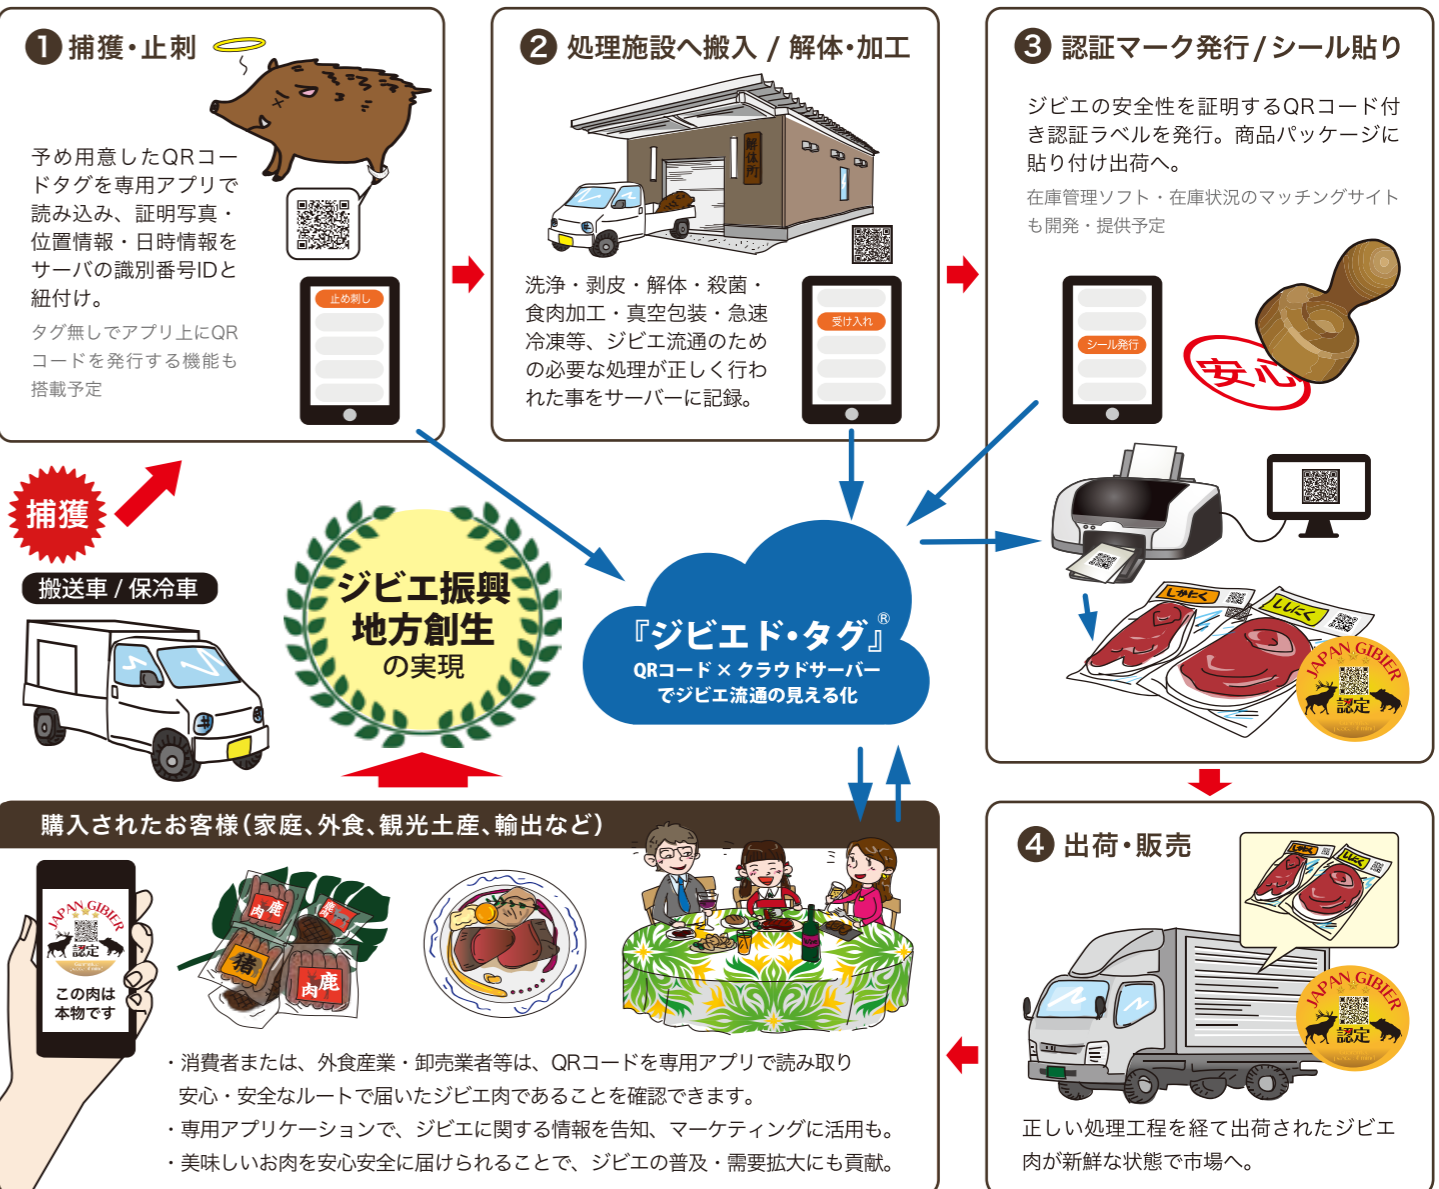 1 捕獲・止刺
予め用意したQRコー
ドタグを専用アプリで
読み込み、証明写真・
位置情報・日時情報を
サーバの識別番号IDと
紐付け。
タグ無しでアプリ上にQR
コードを発行する機能も
搭載予定
止め刺し
2 処理施設へ搬入 / 解体・加工
解体所
洗浄・剥皮・解体・殺菌・
食肉加工・真空包装・急速
冷凍等、ジビエ流通のため
の必要な処理が正しく行わ
れた事をサーバーに記録。
受け入れ
3 認証マーク発行/シール貼り
ジビエの安全性を証明するQRコード付
き認証ラベルを発行。商品パッケージに
貼り付け出荷へ。
在庫管理ソフト・在庫状況のマッチングサイト
も開発・提供予定
シール発行
安心
しかにく
ししにく
JAPAN GIBIER
認定
捕獲
搬送車 / 保冷車
ジビエ振興
地方創生
の実現
『ジビエド・タグ』®
QRコード × クラウドサーバー
でジビエ流通の見える化
4 出荷・販売
しかにく
ししにく
JAPAN GIBIER
認定
正しい処理工程を経て出荷されたジビエ
肉が新鮮な状態で市場へ。
購入されたお客様(家庭、外食、観光土産、輸出など)
JAPAN GIBIER
認定
この肉は
本物です
鹿肉
鹿肉
猪
鹿肉
・消費者または、外食産業・卸売業者等は、QRコードを専用アプリで読み取り
安心・安全なルートで届いたジビエ肉であることを確認できます。
・専用アプリケーションで、ジビエに関する情報を告知、マーケティングに活用も。
・美味しいお肉を安心安全に届けられることで、ジビエの普及・需要拡大にも貢献。